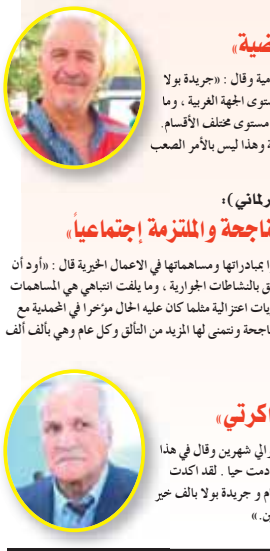 ضية»
مية وقال : «جريدة بولا
ستوى الجهة الغربية ، وما
مستوى مختلف الأقسام.
ة وهذا ليس بالأمر الصعب
رلماني):
ناجحة والملتزمة إجتماعياً»
ا بمبادراتها ومساهماتها في الاعمال الخيرية قال : «أود أن
ق بالنشاطات الجوارية ، وما يلفت انتباهي هي المساهمات
ريات اعتزالية مثلما كان عليه الحال مؤخرا في المحمدية مع
ناجحة ونتمنى لها المزيد من التألق وكل عام وهي بألف ألف
اكرتي»
والي شهرين وقال في هذا
دمت حيا . لقد اكدت
م و جريدة بولا بالف خير
ن.»